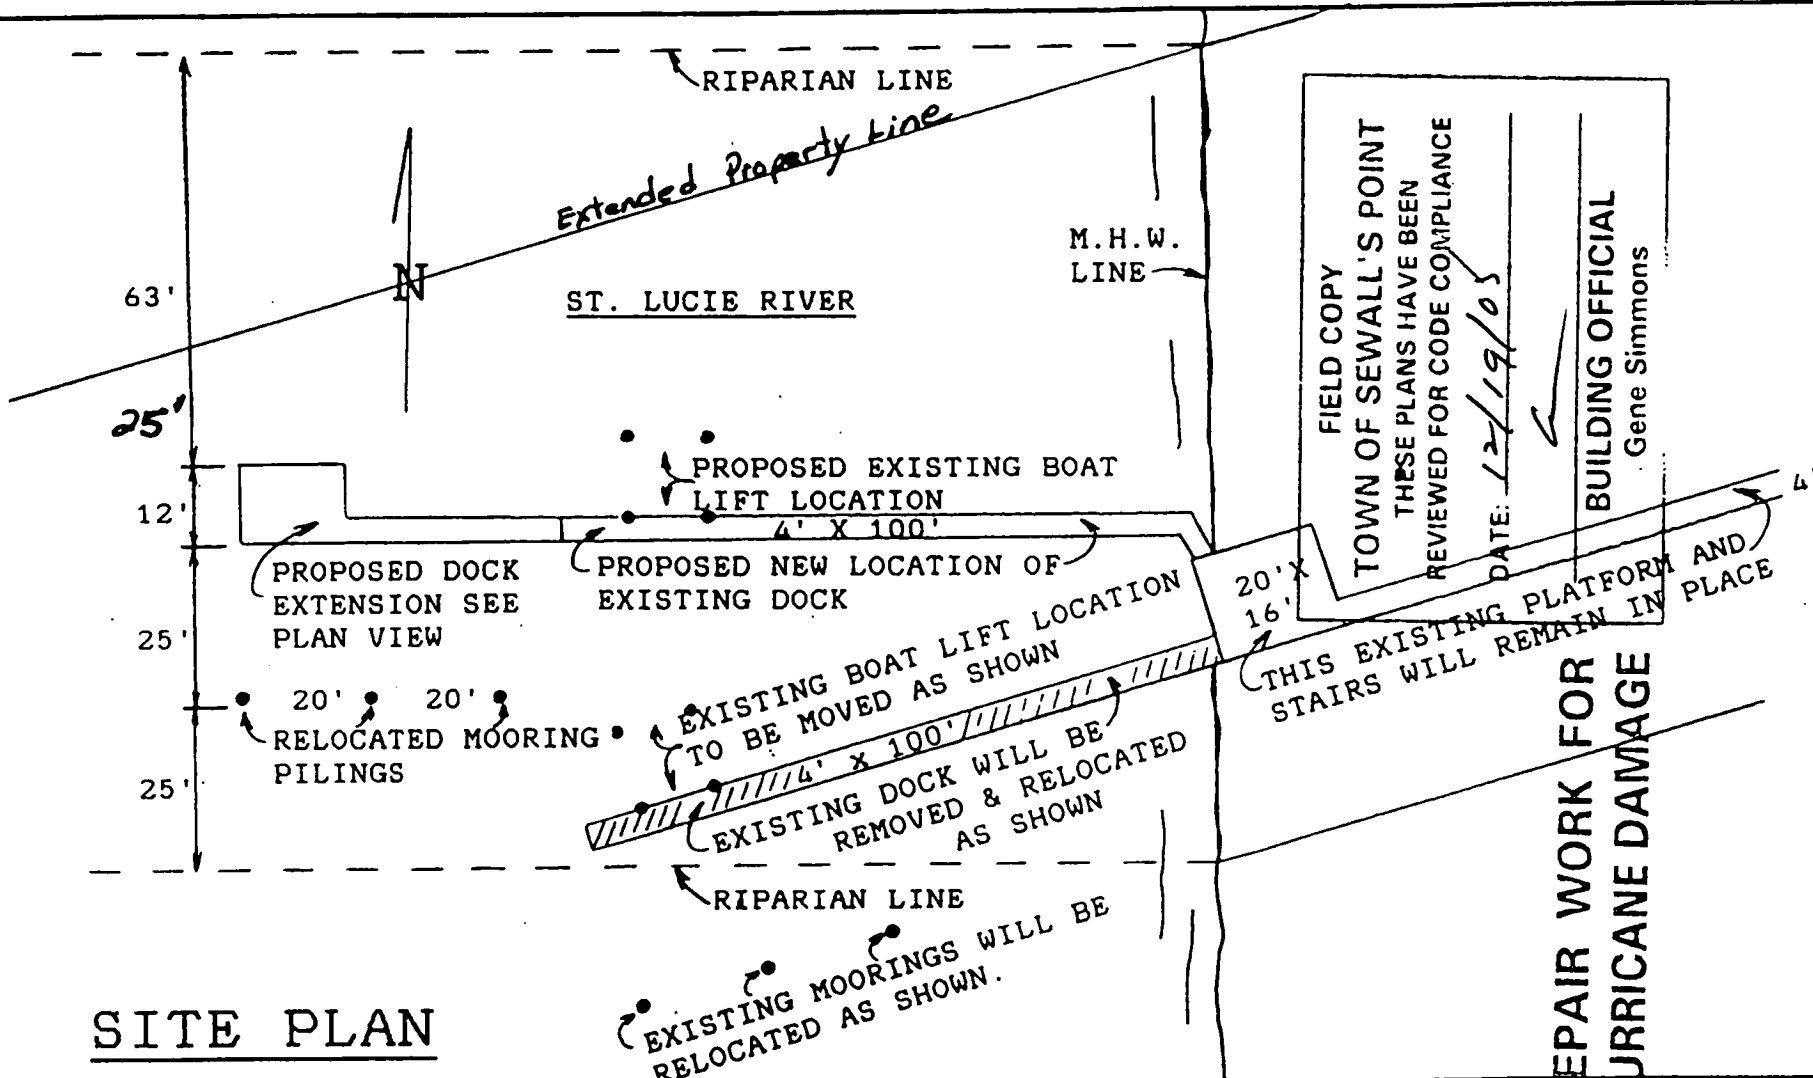 RIPARIAN LINE
Extended Property Line
N
63'
ST. LUCIE RIVER
M.H.W.
LINE
25'
12'
PROPOSED EXISTING BOAT
LIFT LOCATION
4' X 100'
PROPOSED DOCK
EXTENSION SEE
PLAN VIEW
PROPOSED NEW LOCATION OF
EXISTING DOCK
25'
20' 20'
RELOCATED MOORING
PILINGS
25'
EXISTING BOAT LIFT LOCATION
TO BE MOVED AS SHOWN
4' X 100'
EXISTING DOCK WILL BE
REMOVED & RELOCATED
AS SHOWN
20'X
16'
4'
THIS EXISTING PLATFORM AND
STAIRS WILL REMAIN IN PLACE
RIPARIAN LINE
EXISTING MOORINGS WILL BE
RELOCATED AS SHOWN.
SITE PLAN
FIELD COPY
TOWN OF SEWALL'S POINT
THESE PLANS HAVE BEEN
REVIEWED FOR CODE COMPLIANCE
DATE: 12/19/05
BUILDING OFFICIAL
Gene Simmons
EPAIR WORK FOR
URRICANE DAMAGE